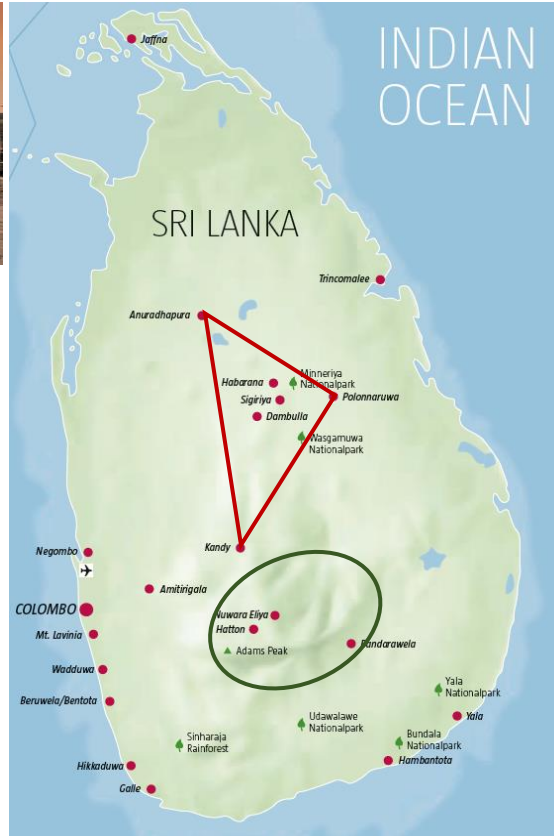 INDIAN
OCEAN
Jaffna
SRI LANKA
Trincomalee
Anuradhapura
Habarana
Minneriya
Nationalpark
Sigiriya
Polonnaruwa
Dambulla
Wasgamuwa
Nationalpark
Kandy
Negombo
Amitirigala
COLOMBO
Nuwara Eliya
Mt. Lavinia
Hatton
Bandarawela
Adams Peak
Wadduwa
Yala
Nationalpark
Beruwela/Bentota
Udawalawe
Nationalpark
Yala
Sinharaja
Rainforest
Bundala
Nationalpark
Hikkaduwa
Hambantota
Galle